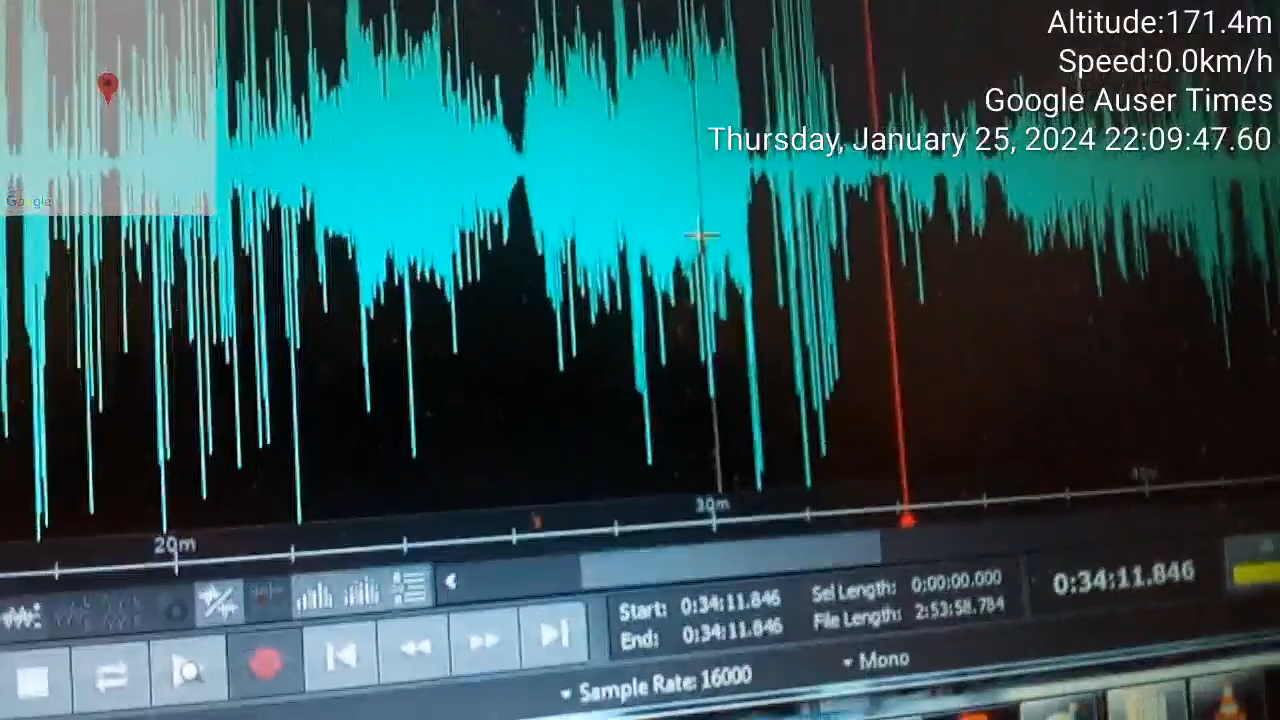 Altitude:171.4m
Speed:0.0km/h
Google Auser Times
Thursday, January 25, 2024 22:09:47.60
Google
20m
30m
40m
Start: 0:34:11.846
End: 0:34:11.846
Sel Length: 0:00:00.000
File Length: 2:53:58.784
0:34:11.846
Sample Rate: 16000
Mono